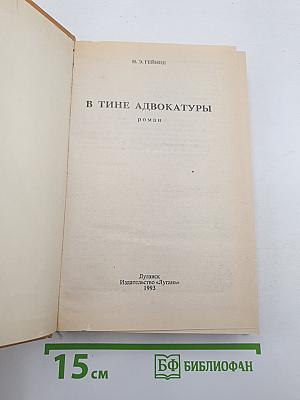 Н. Э. ГЕЙНЦЕ
В ТИНЕ АДВОКАТУРЫ
роман
Луганск
Издательство «Лугань»
1993
15 см
БФ БИБЛИОФАН